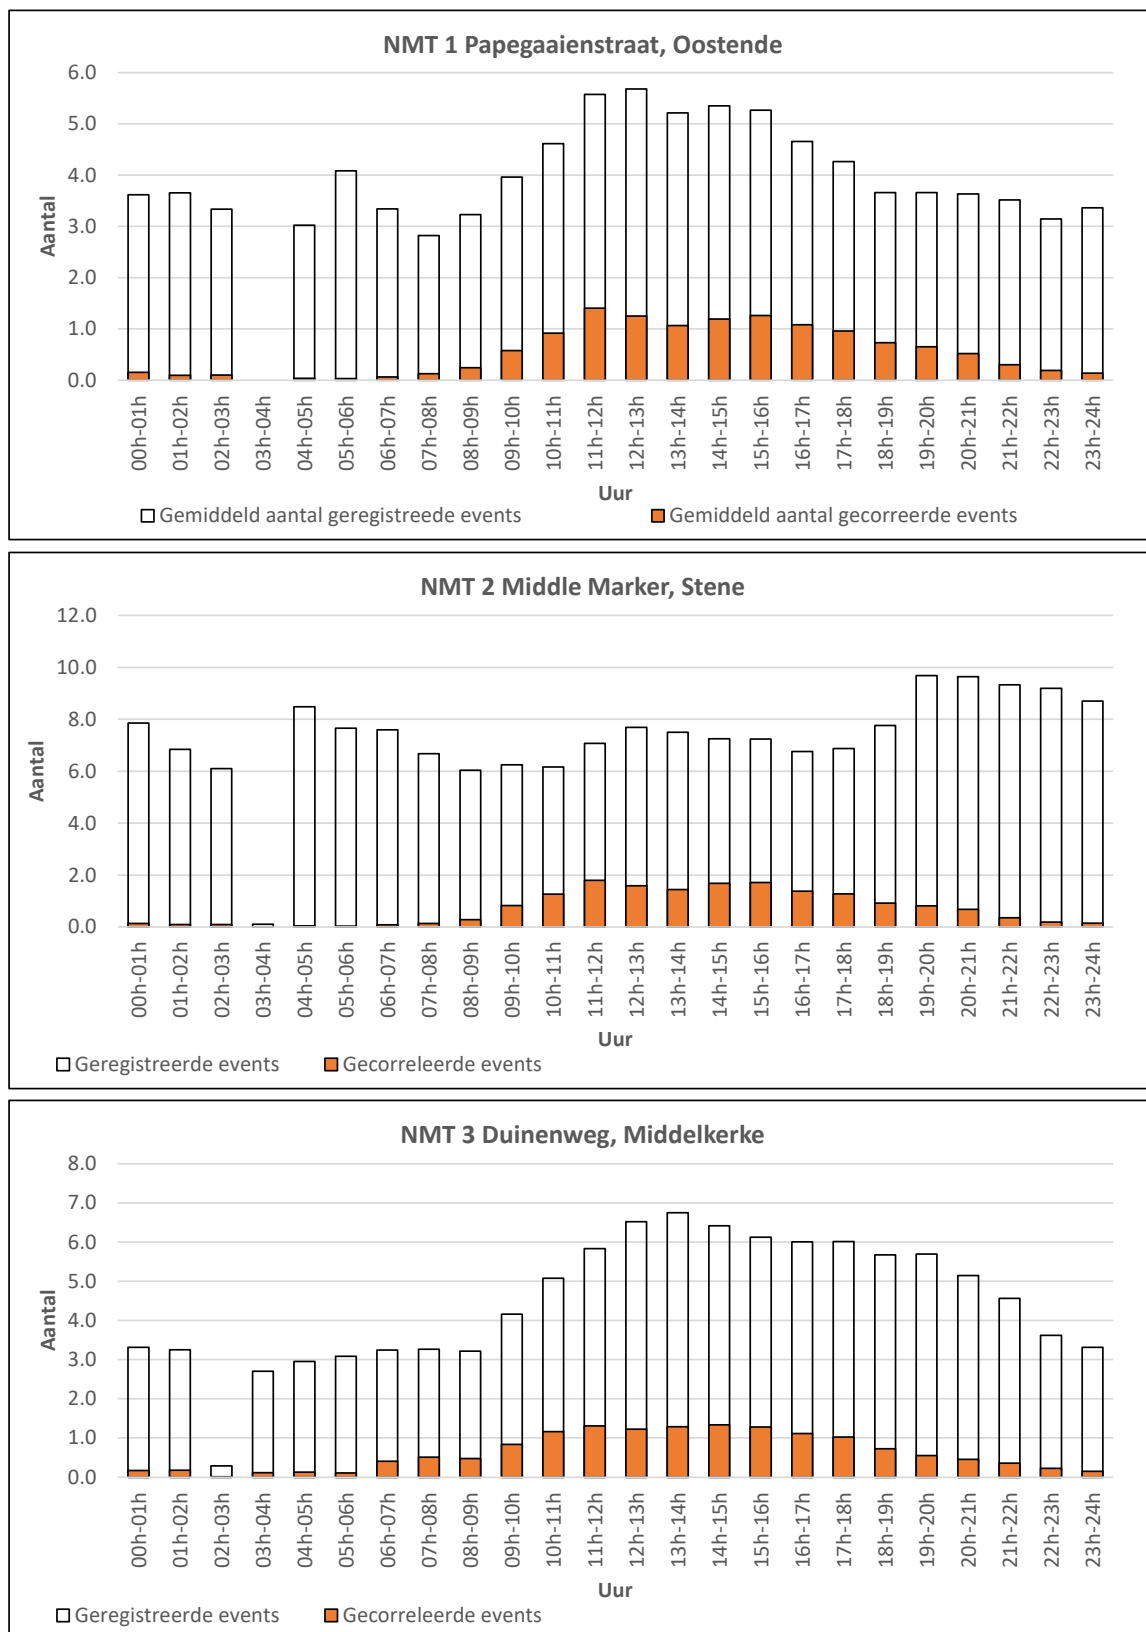 NMT 1 Papegaaienstraat, Oostende
6.0
5.0
4.0
3.0
2.0
1.0
0.0
Aantal
00h-01h
01h-02h
02h-03h
03h-04h
04h-05h
05h-06h
06h-07h
07h-08h
08h-09h
09h-10h
10h-11h
11h-12h
12h-13h
13h-14h
14h-15h
15h-16h
16h-17h
17h-18h
18h-19h
19h-20h
20h-21h
21h-22h
22h-23h
23h-24h
Uur
Gemiddeld aantal geregistreede events
Gemiddeld aantal gecorreerde events
NMT 2 Middle Marker, Stene
12.0
10.0
8.0
6.0
4.0
2.0
0.0
Aantal
00h-01h
01h-02h
02h-03h
03h-04h
04h-05h
05h-06h
06h-07h
07h-08h
08h-09h
09h-10h
10h-11h
11h-12h
12h-13h
13h-14h
14h-15h
15h-16h
16h-17h
17h-18h
18h-19h
19h-20h
20h-21h
21h-22h
22h-23h
23h-24h
Uur
Geregistreerde events
Gecorreleerde events
NMT 3 Duinenweg, Middelkerke
8.0
7.0
6.0
5.0
4.0
3.0
2.0
1.0
0.0
Aantal
00h-01h
01h-02h
02h-03h
03h-04h
04h-05h
05h-06h
06h-07h
07h-08h
08h-09h
09h-10h
10h-11h
11h-12h
12h-13h
13h-14h
14h-15h
15h-16h
16h-17h
17h-18h
18h-19h
19h-20h
20h-21h
21h-22h
22h-23h
23h-24h
Uur
Geregistreerde events
Gecorreleerde events